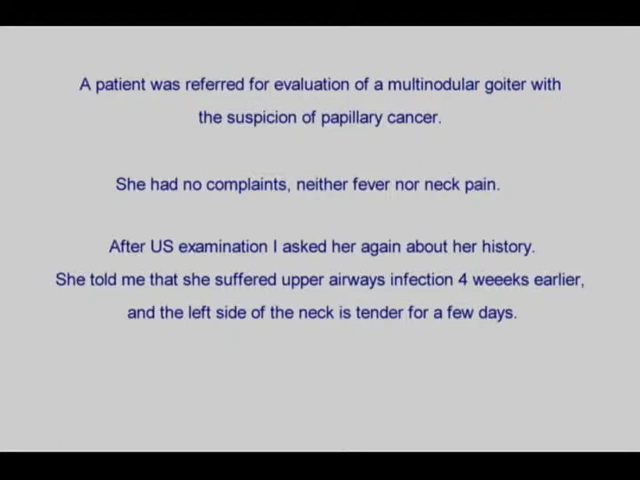 A patient was referred for evaluation of a multinodular goiter with
the suspicion of papillary cancer.
She had no complaints, neither fever nor neck pain.
After US examination I asked her again about her history.
She told me that she suffered upper airways infection 4 weeeks earlier,
and the left side of the neck is tender for a few days.